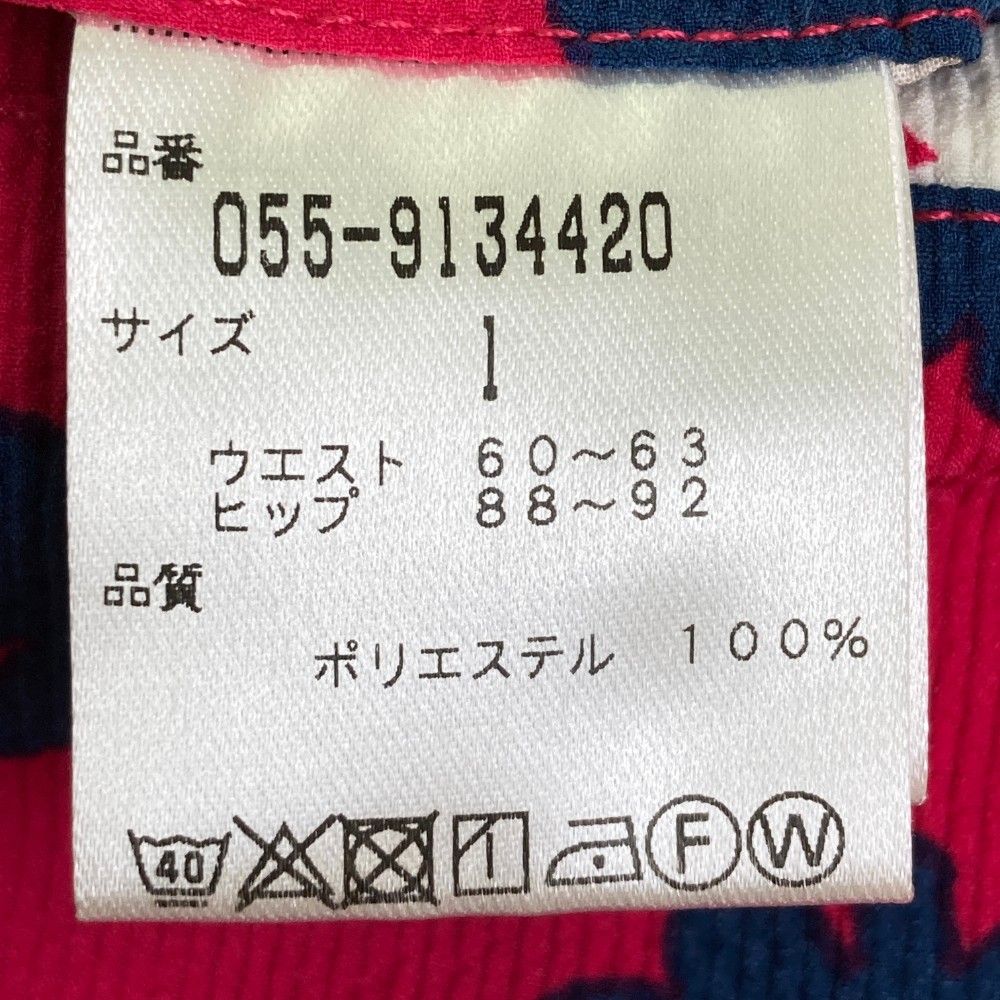 品番
055-9134420
サイズ 1
ウエスト 60~63
ヒップ 88~92
品質
ポリエステル 100%
40 F W